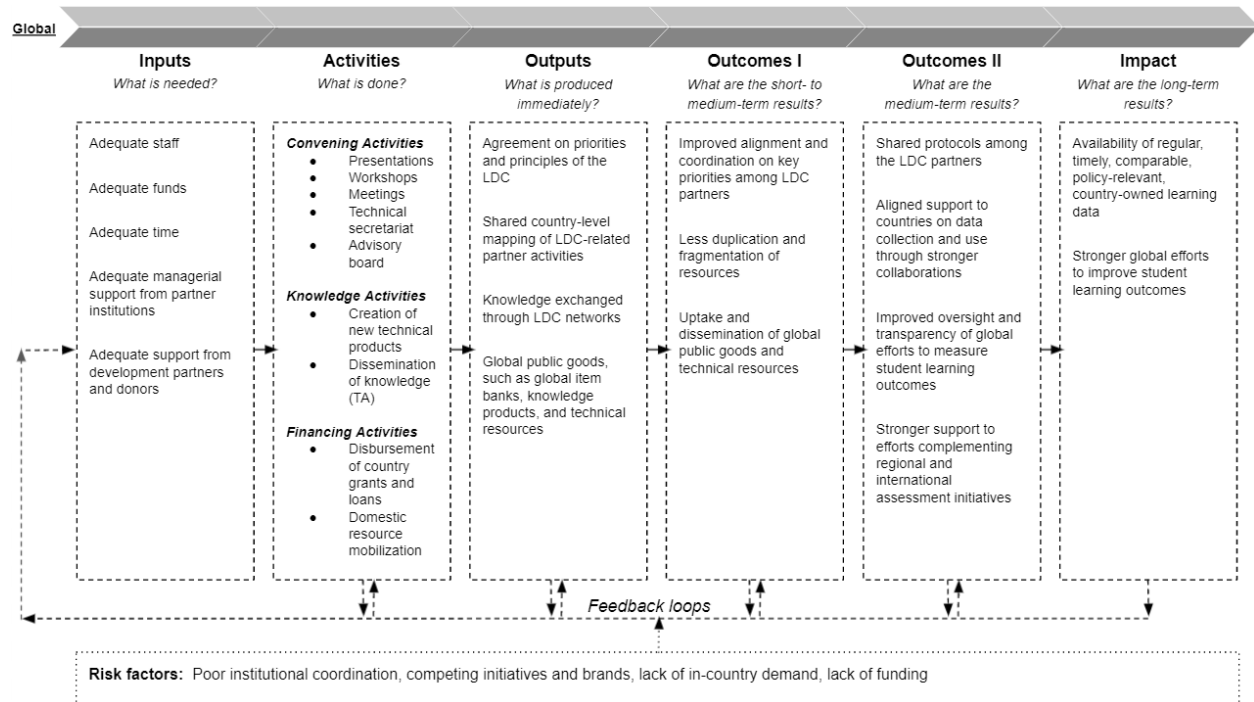 Global
Inputs
What is needed?
Activities
What is done?
Outputs
What is produced
immediately?
Outcomes I
What are the short- to
medium-term results?
Outcomes II
What are the
medium-term results?
Impact
What are the long-term
results?
Adequate staff
Adequate funds
Adequate time
Adequate managerial
support from partner
institutions
Adequate support from
development partners
and donors
Convening Activities
● Presentations
● Workshops
● Meetings
● Technical
secretariat
● Advisory
board
Knowledge Activities
● Creation of
new technical
products
● Dissemination
of knowledge
(TA)
Financing Activities
● Disbursement
of country
grants and
loans
● Domestic
resource
mobilization
Agreement on priorities
and principles of the
LDC
Shared country-level
mapping of LDC-related
partner activities
Knowledge exchanged
through LDC networks
Global public goods,
such as global item
banks, knowledge
products, and technical
resources
Improved alignment and
coordination on key
priorities among LDC
partners
Less duplication and
fragmentation of
resources
Uptake and
dissemination of global
public goods and
technical resources
Shared protocols among
the LDC partners
Aligned support to
countries on data
collection and use
through stronger
collaborations
Improved oversight and
transparency of global
efforts to measure
student learning
outcomes
Stronger support to
efforts complementing
regional and
international
assessment initiatives
Availability of regular,
timely, comparable,
policy-relevant,
country-owned learning
data
Stronger global efforts
to improve student
learning outcomes
Feedback loops
Risk factors: Poor institutional coordination, competing initiatives and brands, lack of in-country demand, lack of funding